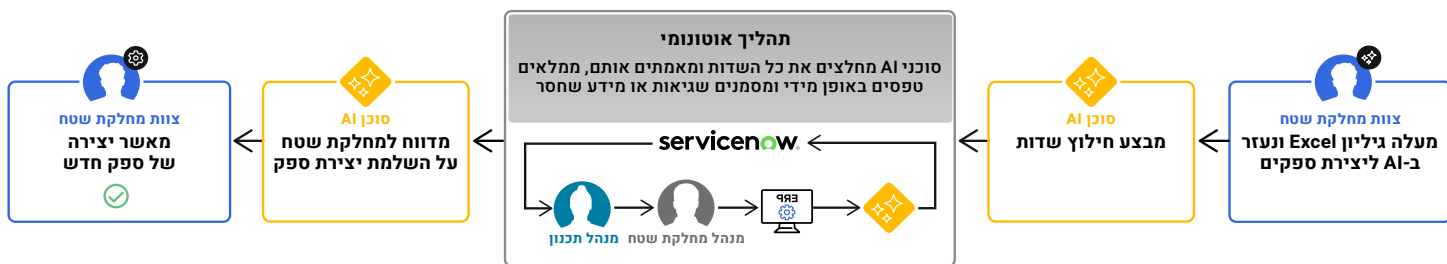 צוות מחלקת שטח
מעלה גיליון Excel ונעזר
ב-AI ליצירת ספקים
סוכן AI
מבצע חילוץ שדות
תהליך אוטונומי
סוכני AI מחלצים את כל השדות ומאמתים אותם, ממלאים
טפסים באופן מידי ומסמנים שגיאות או מידע שחסר
servicenow
ERP
מנהל מחלקת שטח
מנהל תכנון
סוכן AI
מדווח למחלקת שטח
על השלמת יצירת ספק
צוות מחלקת שטח
מאשר יצירה
של ספק חדש